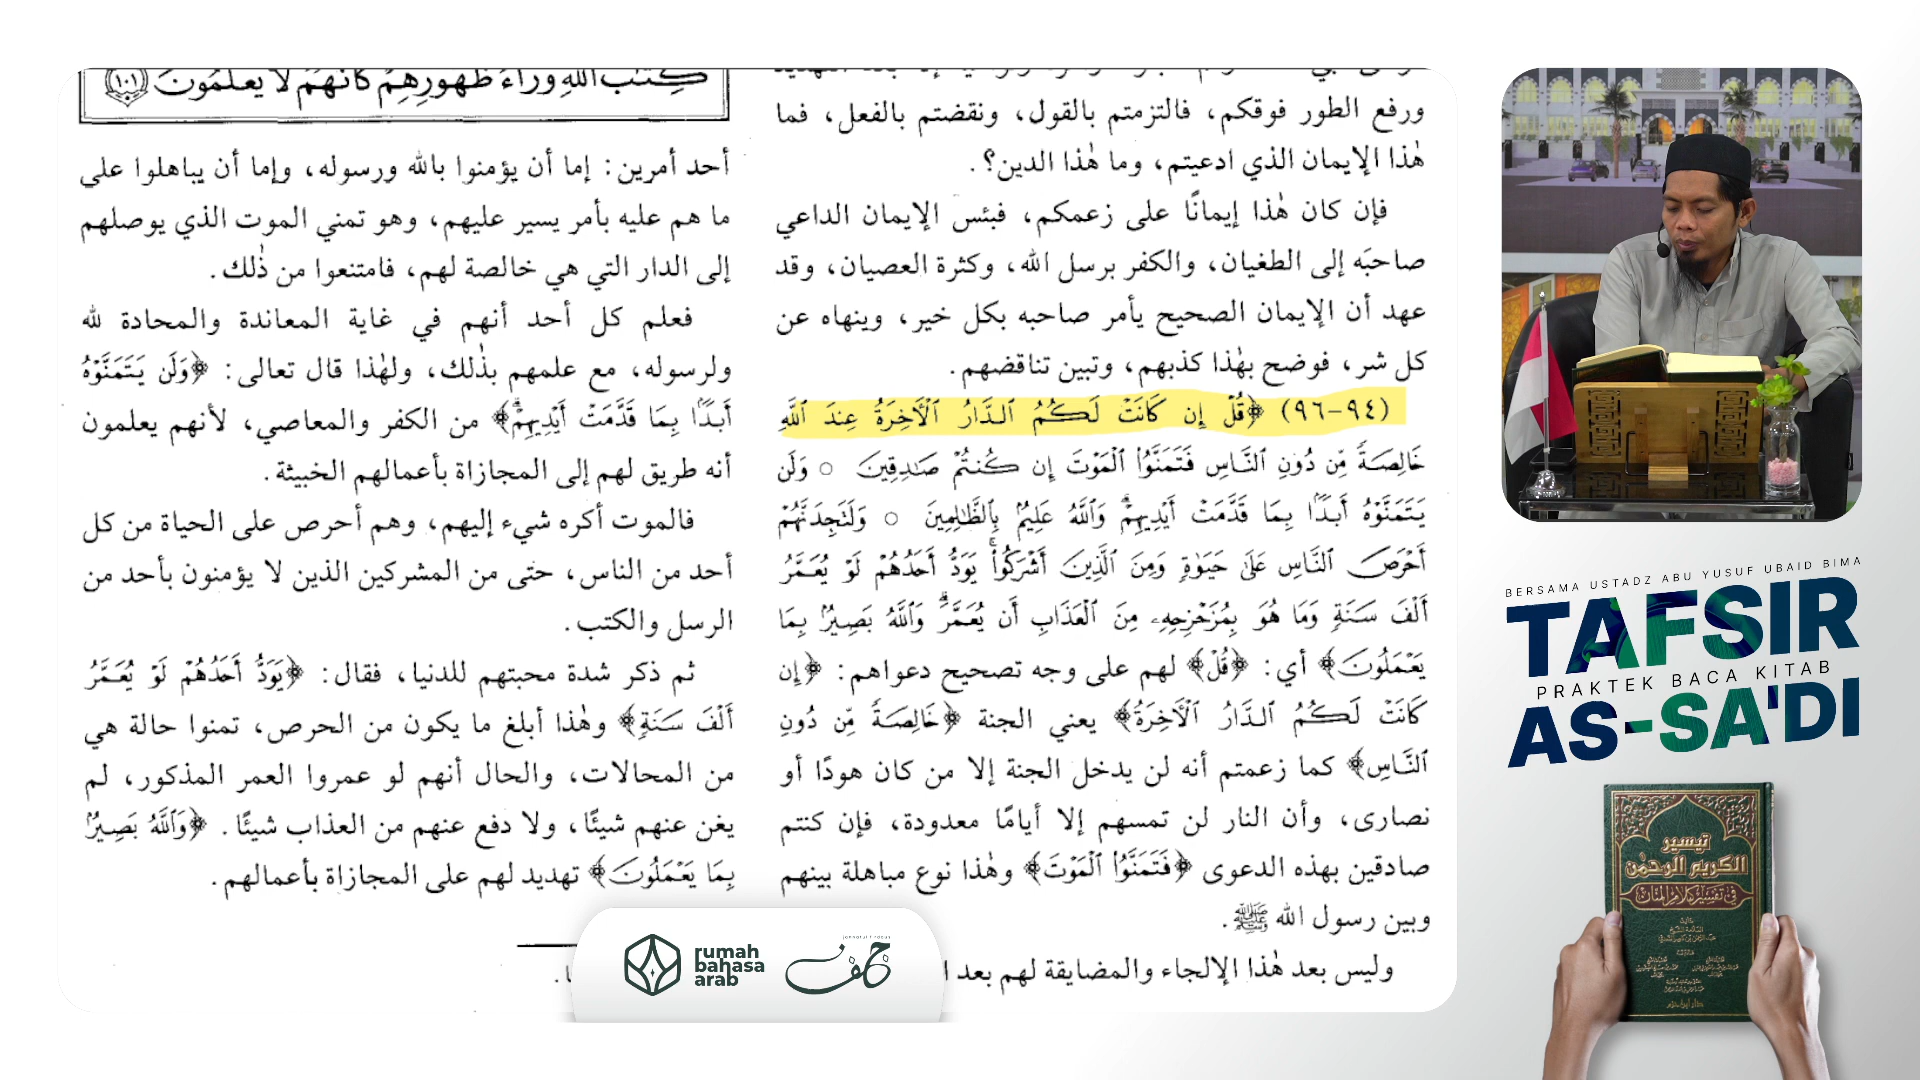 ورفع الطور فوقكم، فالتزمتم بالقول، ونقضتم بالفعل، فما
هٰذا الإيمان الذي ادعيتم، وما هٰذا الدين؟.
فإن كان هٰذا إيمانًا على زعمكم، فبئس الإيمان الداعي
صاحبَه إلى الطغيان، والكفر برسل الله، وكثرة العصيان، وقد
عهد أن الإيمان الصحيح يأمر صاحبه بكل خير، وينهاه عن
كل شر، فوضح بهٰذا كذبهم، وتبين تناقضهم.
(٩٤-٩٦) ﴿قُلْ إِن كَانَتْ لَكُمُ ٱلدَّارُ ٱلْآخِرَةُ عِندَ ٱللَّهِ
خَالِصَةً مِّن دُونِ ٱلنَّاسِ فَتَمَنَّوُا۟ ٱلْمَوْتَ إِن كُنتُمْ صَـٰدِقِينَ ○ وَلَن
يَتَمَنَّوْهُ أَبَدًۢا بِمَا قَدَّمَتْ أَيْدِيهِمْ ۗ وَٱللَّهُ عَلِيمٌۢ بِٱلظَّـٰلِمِينَ ○ وَلَتَجِدَنَّهُمْ
أَحْرَصَ ٱلنَّاسِ عَلَىٰ حَيَوٰةٍ وَمِنَ ٱلَّذِينَ أَشْرَكُوا۟ ۚ يَوَدُّ أَحَدُهُمْ لَوْ يُعَمَّرُ
أَلْفَ سَنَةٍ وَمَا هُوَ بِمُزَحْزِحِهِۦ مِنَ ٱلْعَذَابِ أَن يُعَمَّرَ ۗ وَٱللَّهُ بَصِيرٌۢ بِمَا
يَعْمَلُونَ﴾ أي: ﴿قُلْ﴾ لهم على وجه تصحيح دعواهم: ﴿إِن
كَانَتْ لَكُمُ ٱلدَّارُ ٱلْآخِرَةُ﴾ يعني الجنة ﴿خَالِصَةً مِّن دُونِ
ٱلنَّاسِ﴾ كما زعمتم أنه لن يدخل الجنة إلا من كان هودًا أو
نصارى، وأن النار لن تمسهم إلا أيامًا معدودة، فإن كنتم
صادقين بهذه الدعوى ﴿فَتَمَنَّوُا۟ ٱلْمَوْتَ﴾ وهٰذا نوع مباهلة بينهم
وبين رسول الله ﷺ.
وليس بعد هٰذا الإلجاء والمضايقة لهم بعد
كِتَـٰبَ ٱللَّهِ وَرَآءَ ظُهُورِهِمْ كَأَنَّهُمْ لَا يَعْلَمُونَ ١٠١
أحد أمرين: إما أن يؤمنوا بالله ورسوله، وإما أن يباهلوا على
ما هم عليه بأمر يسير عليهم، وهو تمني الموت الذي يوصلهم
إلى الدار التي هي خالصة لهم، فامتنعوا من ذٰلك.
فعلم كل أحد أنهم في غاية المعاندة والمحادة لله
ولرسوله، مع علمهم بذٰلك، ولهٰذا قال تعالى: ﴿وَلَن يَتَمَنَّوْهُ
أَبَدًۢا بِمَا قَدَّمَتْ أَيْدِيهِمْ ۗ﴾ من الكفر والمعاصي، لأنهم يعلمون
أنه طريق لهم إلى المجازاة بأعمالهم الخبيثة.
فالموت أكره شيء إليهم، وهم أحرص على الحياة من كل
أحد من الناس، حتى من المشركين الذين لا يؤمنون بأحد من
الرسل والكتب.
ثم ذكر شدة محبتهم للدنيا، فقال: ﴿يَوَدُّ أَحَدُهُمْ لَوْ يُعَمَّرُ
أَلْفَ سَنَةٍ﴾ وهٰذا أبلغ ما يكون من الحرص، تمنوا حالة هي
من المحالات، والحال أنهم لو عمروا العمر المذكور، لم
يغن عنهم شيئًا، ولا دفع عنهم من العذاب شيئًا. ﴿وَٱللَّهُ بَصِيرٌۢ
بِمَا يَعْمَلُونَ﴾ تهديد لهم على المجازاة بأعمالهم.
rumah
bahasa
arab
BERSAMA USTADZ ABU YUSUF UBAID BIMA
TAFSIR
PRAKTEK BACA KITAB
AS-SA'DI
تيسير
الكريم الرحمن
في تفسير كلام المنان